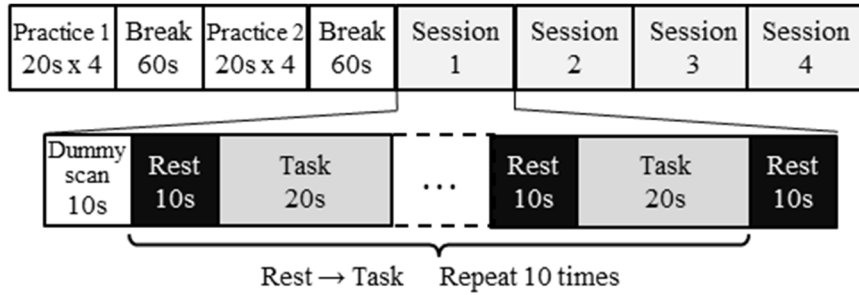 Practice 1
20s x 4
Break
60s
Practice 2
20s x 4
Break
60s
Session
1
Session
2
Session
3
Session
4
Dummy
scan
10s
Rest
10s
Task
20s
...
Rest
10s
Task
20s
Rest
10s
Rest → Task Repeat 10 times